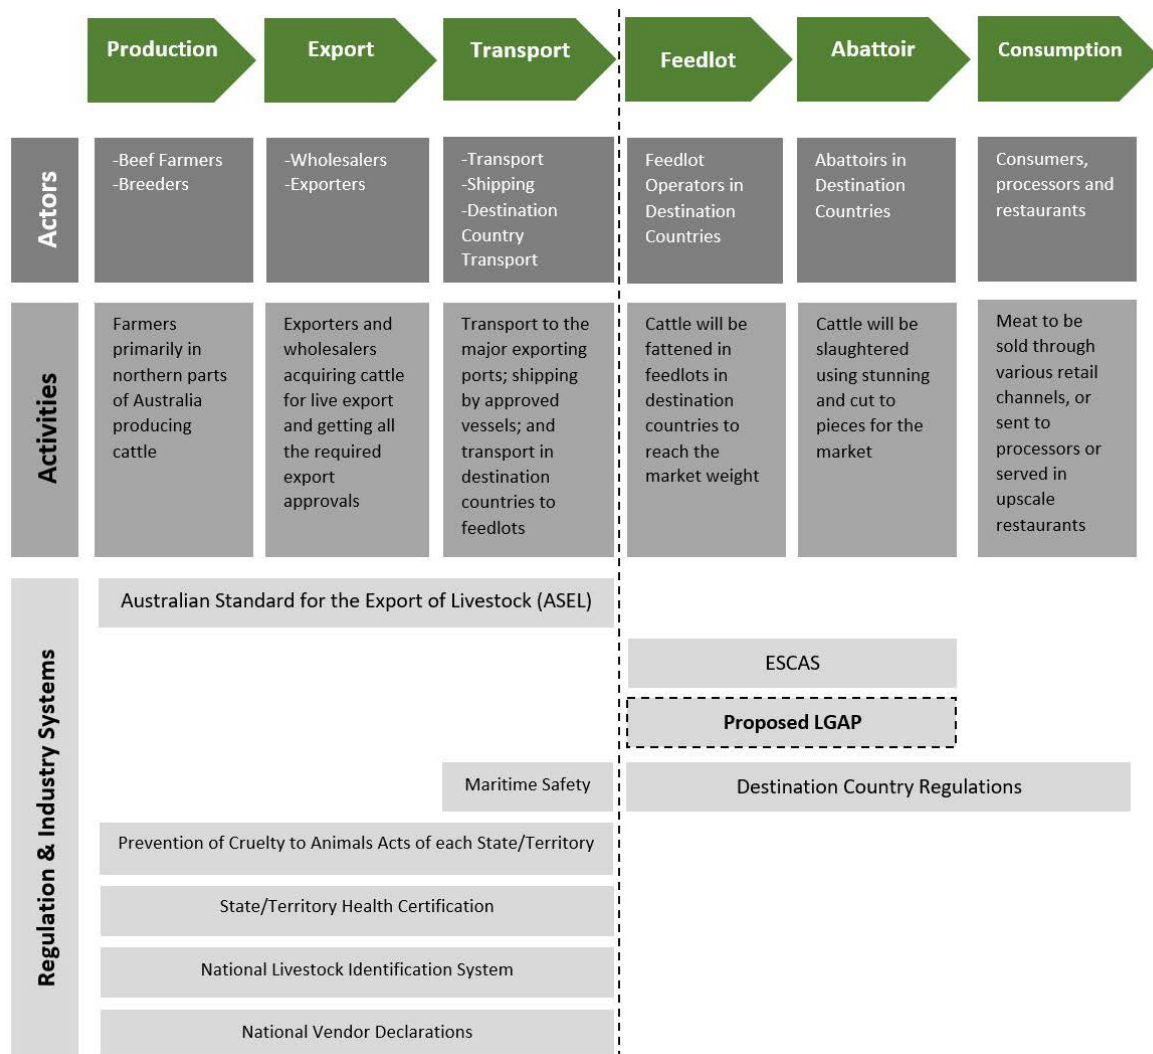 Production
Export
Transport
Feedlot
Abattoir
Consumption
Actors
-Beef Farmers
-Breeders
-Wholesalers
-Exporters
-Transport
-Shipping
-Destination
Country
Transport
Feedlot
Operators in
Destination
Countries
Abattoirs in
Destination
Countries
Consumers,
processors and
restaurants
Activities
Farmers
primarily in
northern parts
of Australia
producing
cattle
Exporters and
wholesalers
acquiring cattle
for live export
and getting all
the required
export
approvals
Transport to the
major exporting
ports; shipping
by approved
vessels; and
transport in
destination
countries to
feedlots
Cattle will be
fattened in
feedlots in
destination
countries to
reach the
market weight
Cattle will be
slaughtered
using stunning
and cut to
pieces for the
market
Meat to be
sold through
various retail
channels, or
sent to
processors or
served in
upscale
restaurants
Regulation & Industry Systems
Australian Standard for the Export of Livestock (ASEL)
ESCAS
Proposed LGAP
Maritime Safety
Destination Country Regulations
Prevention of Cruelty to Animals Acts of each State/Territory
State/Territory Health Certification
National Livestock Identification System
National Vendor Declarations